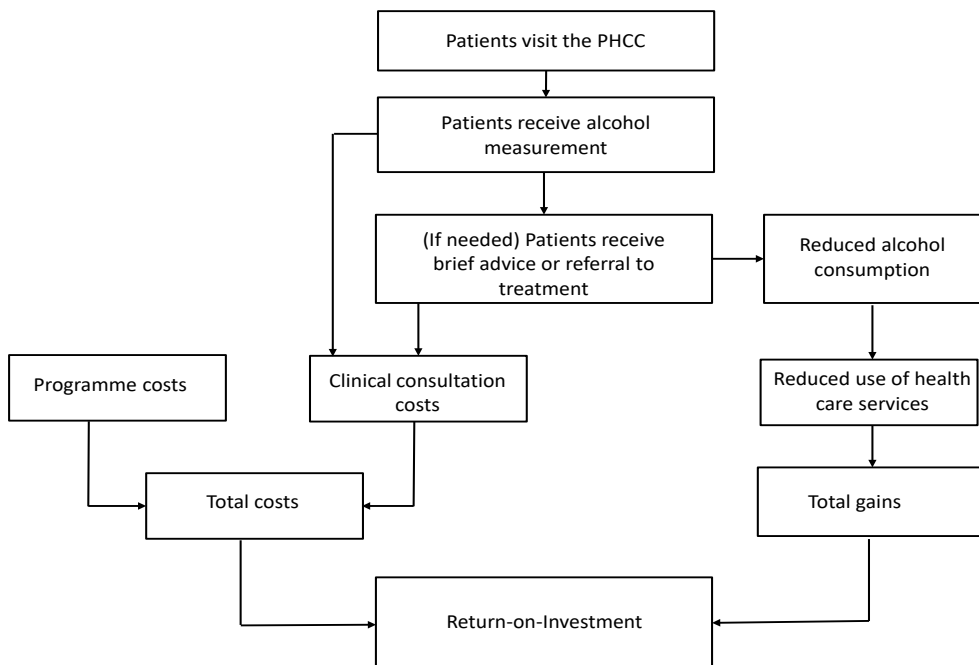 Patients visit the PHCC
Patients receive alcohol
measurement
(If needed) Patients receive
brief advice or referral to
treatment
Reduced alcohol
consumption
Programme costs
Clinical consultation
costs
Reduced use of health
care services
Total costs
Total gains
Return-on-Investment